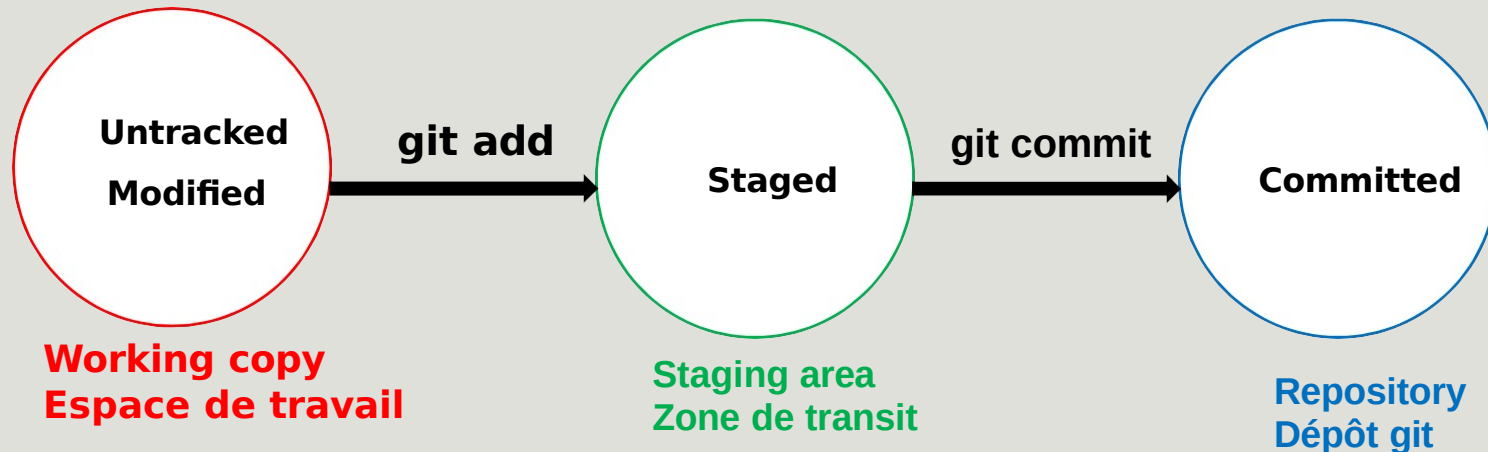 Untracked
Modified
git add
Staged
git commit
Committed
Working copy
Espace de travail
Staging area
Zone de transit
Repository
Dépôt git